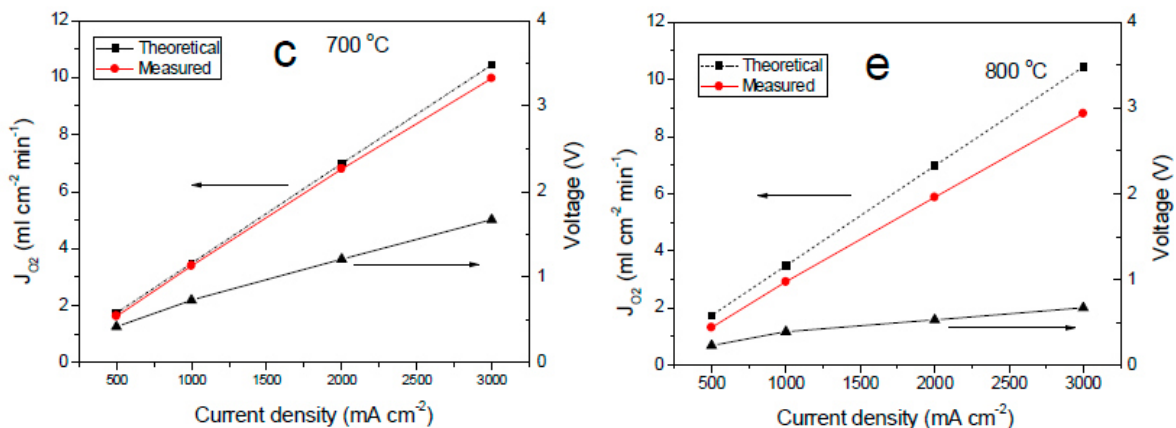 c 700 °C
Theoretical
Measured
12
10
8
6
4
2
0
4
3
2
1
0
500 1000 1500 2000 2500 3000
J O2 (ml cm⁻² min⁻¹)
Voltage (V)
Current density (mA cm⁻²)
e 800 °C
Theoretical
Measured
12
10
8
6
4
2
0
4
3
2
1
0
500 1000 1500 2000 2500 3000
J O2 (ml cm⁻² min⁻¹)
Voltage (V)
Current density (mA cm⁻²)